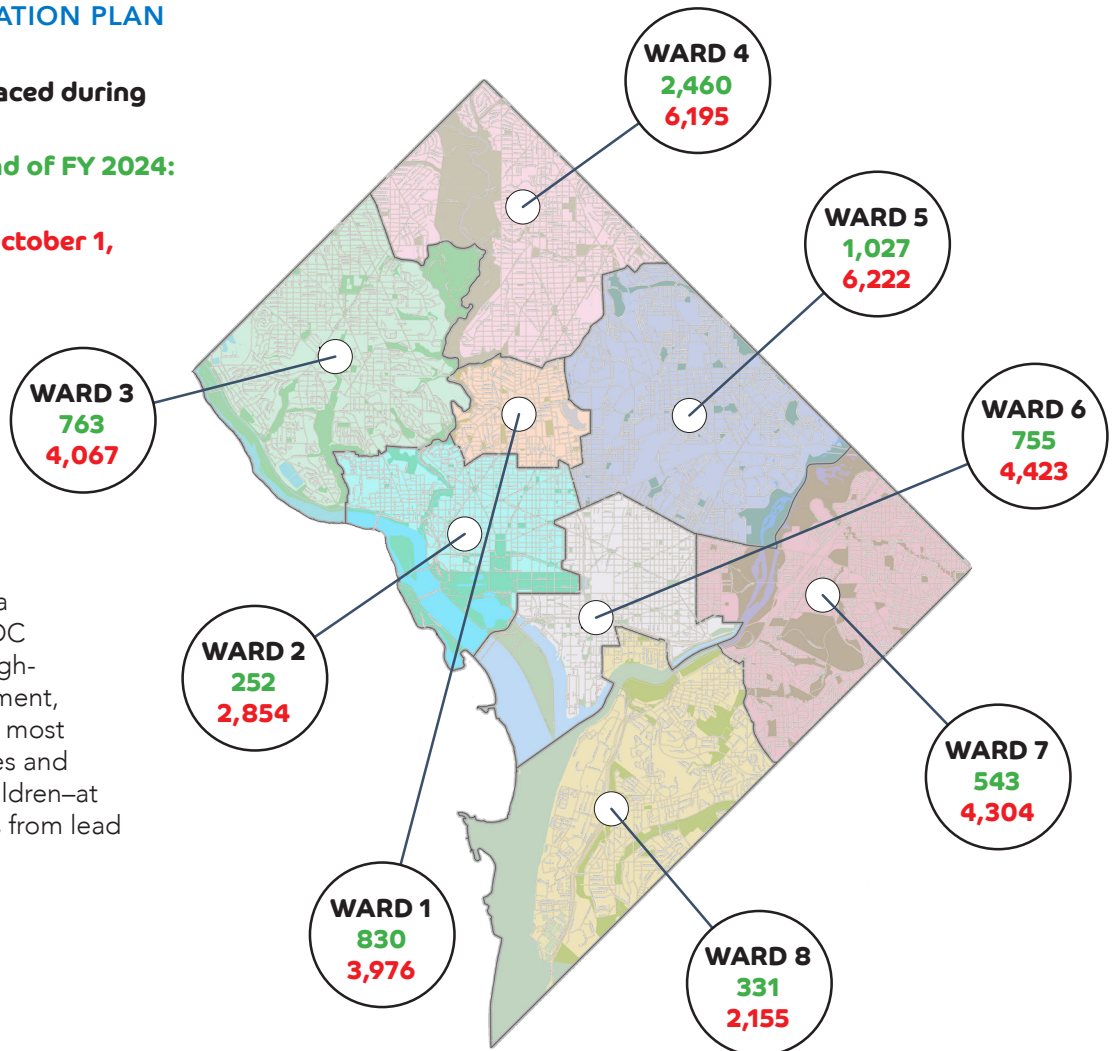 ATION PLAN
aced during
nd of FY 2024:
ctober 1,
WARD 4
2,460
6,195
WARD 5
1,027
6,222
WARD 3
763
4,067
WARD 6
755
4,423
a
DC
gh-
ment,
most
es and
ldren–at
s from lead
WARD 2
252
2,854
WARD 7
543
4,304
WARD 1
830
3,976
WARD 8
331
2,155